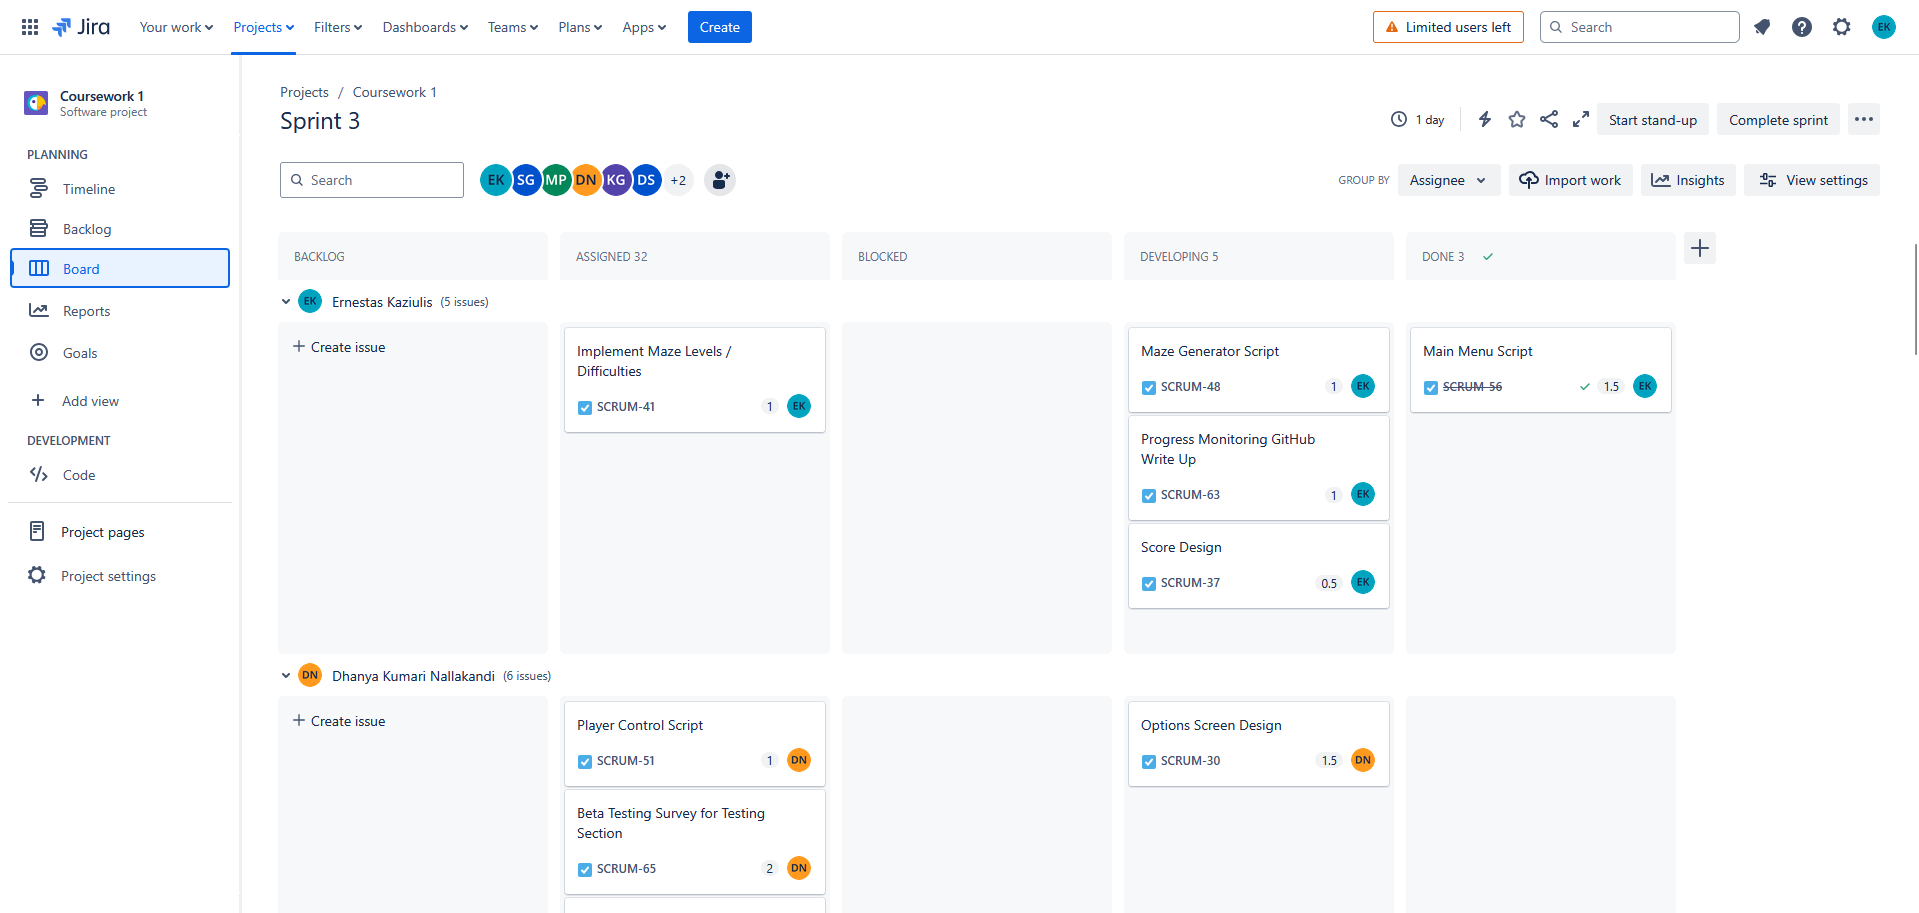 Jira
Your work
Projects
Filters
Dashboards
Teams
Plans
Apps
Create
Limited users left
Search
EK
Coursework 1
Software project
PLANNING
Timeline
Backlog
Board
Reports
Goals
Add view
DEVELOPMENT
Code
Project pages
Project settings
Projects / Coursework 1
Sprint 3
1 day
Start stand-up
Complete sprint
Search
EK SG MP DN KG DS +2
GROUP BY
Assignee
Import work
Insights
View settings
BACKLOG
ASSIGNED 32
BLOCKED
DEVELOPING 5
DONE 3
EK Ernestas Kaziulis (5 issues)
Create issue
Implement Maze Levels /
Difficulties
SCRUM-41 1 EK
Maze Generator Script
SCRUM-48 1 EK
Progress Monitoring GitHub
Write Up
SCRUM-63 1 EK
Score Design
SCRUM-37 0.5 EK
Main Menu Script
SCRUM-56 1.5 EK
DN Dhanya Kumari Nallakandi (6 issues)
Create issue
Player Control Script
SCRUM-51 1 DN
Beta Testing Survey for Testing
Section
SCRUM-65 2 DN
Options Screen Design
SCRUM-30 1.5 DN